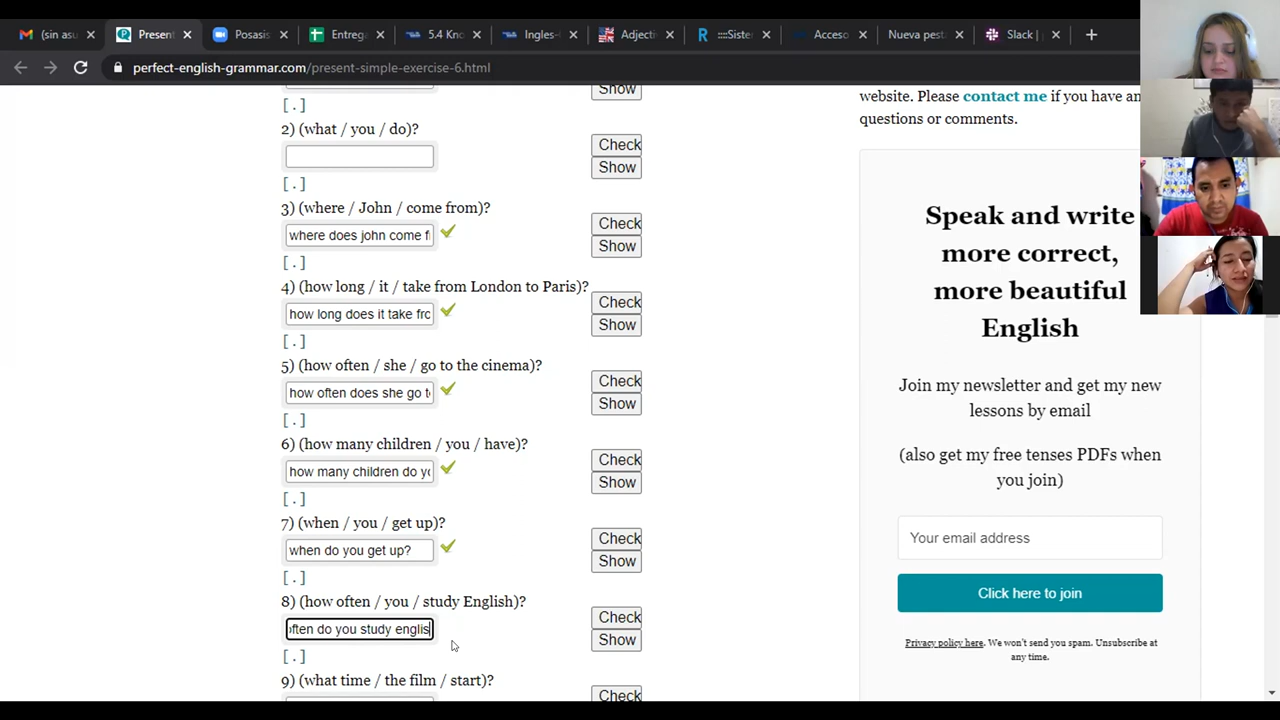 (sin asu
Present
Posasis
Entrega
5.4 Kno
Ingles-f
Adjecti
::::Sister
Acceso
Nueva pest
Slack |
perfect-english-grammar.com/present-simple-exercise-6.html
Show
[ . ]
2) (what / you / do)?
Check
Show
[ . ]
3) (where / John / come from)?
Check
where does john come f
Show
[ . ]
4) (how long / it / take from London to Paris)?
Check
how long does it take fro
Show
[ . ]
5) (how often / she / go to the cinema)?
Check
how often does she go t
Show
[ . ]
6) (how many children / you / have)?
Check
how many children do yo
Show
[ . ]
7) (when / you / get up)?
Check
when do you get up?
Show
[ . ]
8) (how often / you / study English)?
Check
often do you study englis
Show
[ . ]
9) (what time / the film / start)?
Check
website. Please contact me if you have an
questions or comments.
Speak and write
more correct,
more beautiful
English
Join my newsletter and get my new
lessons by email
(also get my free tenses PDFs when
you join)
Your email address
Click here to join
Privacy policy here. We won't send you spam. Unsubscribe at
any time.